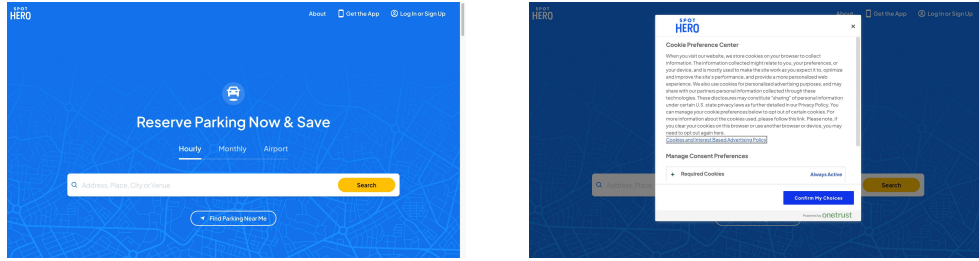 SPOT
HERO
About
Get the App
Log In or Sign Up
Reserve Parking Now & Save
Hourly
Monthly
Airport
Address, Place, City or Venue
Search
Find Parking Near Me
SPOT
HERO
About
Get the App
Log In or Sign Up
SPOT
HERO
×
Cookie Preference Center
When you visit our website, we store cookies on your browser to collect
information. The information collected might relate to you, your preferences, or
your device, and is mostly used to make the site work as you expect it to, optimize
and improve the site's performance, and provide a more personalized web
experience. We also use cookies for personalized advertising purposes, and may
share with our partners personal information collected through these
technologies. These disclosures may constitute "sharing" of personal information
under certain U.S. state privacy laws as further detailed in our Privacy Policy. You
can manage your cookie preferences below to opt out of certain cookies. For
more information about the cookies used, please follow this link. Please note, if
you clear your cookies on this browser or use another browser or device, you may
need to opt out again here.
Cookies and Interest Based Advertising Policy
Manage Consent Preferences
+ Required Cookies
Always Active
Address, Place,
Search
Confirm My Choices
Powered by onetrust